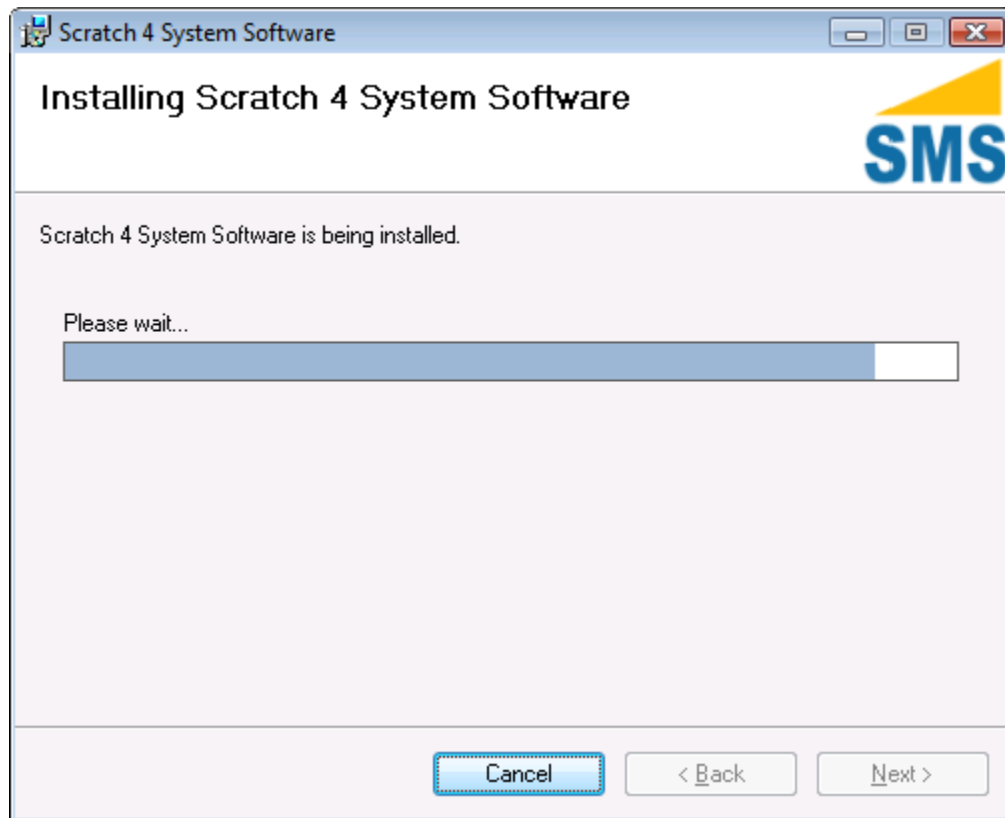 Scratch 4 System Software
Installing Scratch 4 System Software
SMS
Scratch 4 System Software is being installed.
Please wait...
Cancel
< Back
Next >